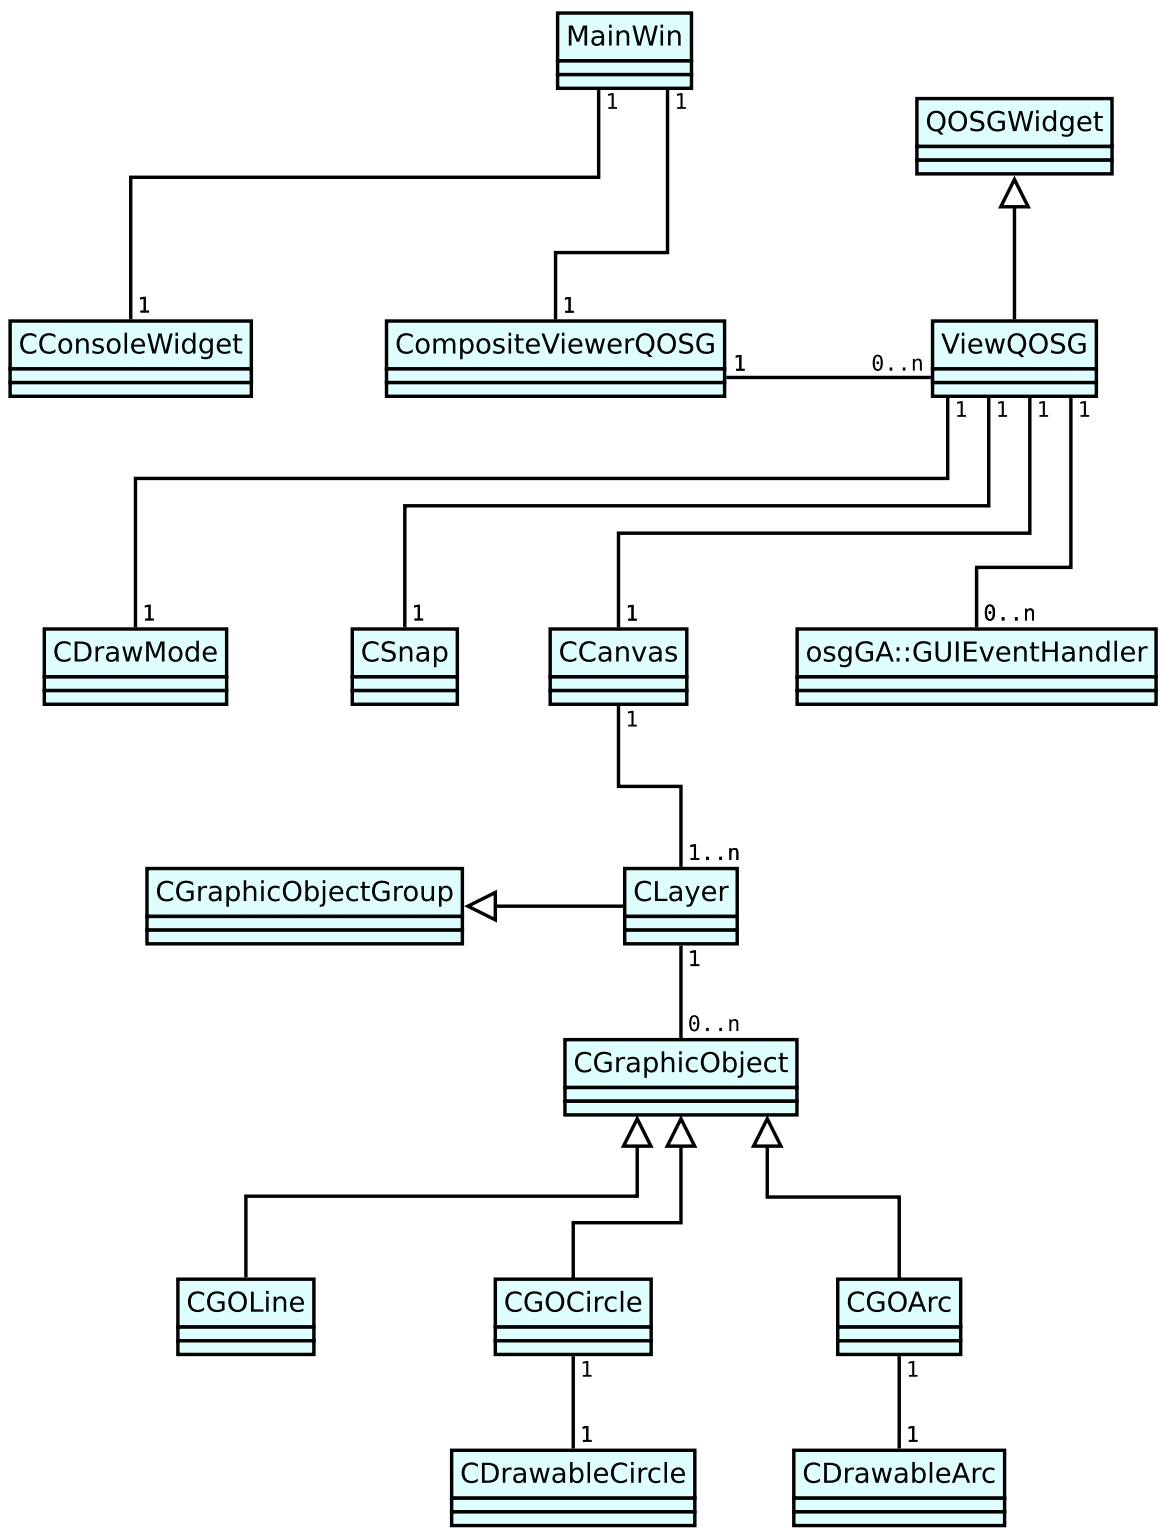 MainWin
1 1
QOSGWidget
1 1
CConsoleWidget CompositeViewerQOSG ViewQOSG
1 0..n
1 1 1 1
1 1 1 0..n
CDrawMode CSnap CCanvas osgGA::GUIEventHandler
1
1..n
CGraphicObjectGroup CLayer
1
0..n
CGraphicObject
CGOLine CGOCircle CGOArc
1 1
1 1
CDrawableCircle CDrawableArc